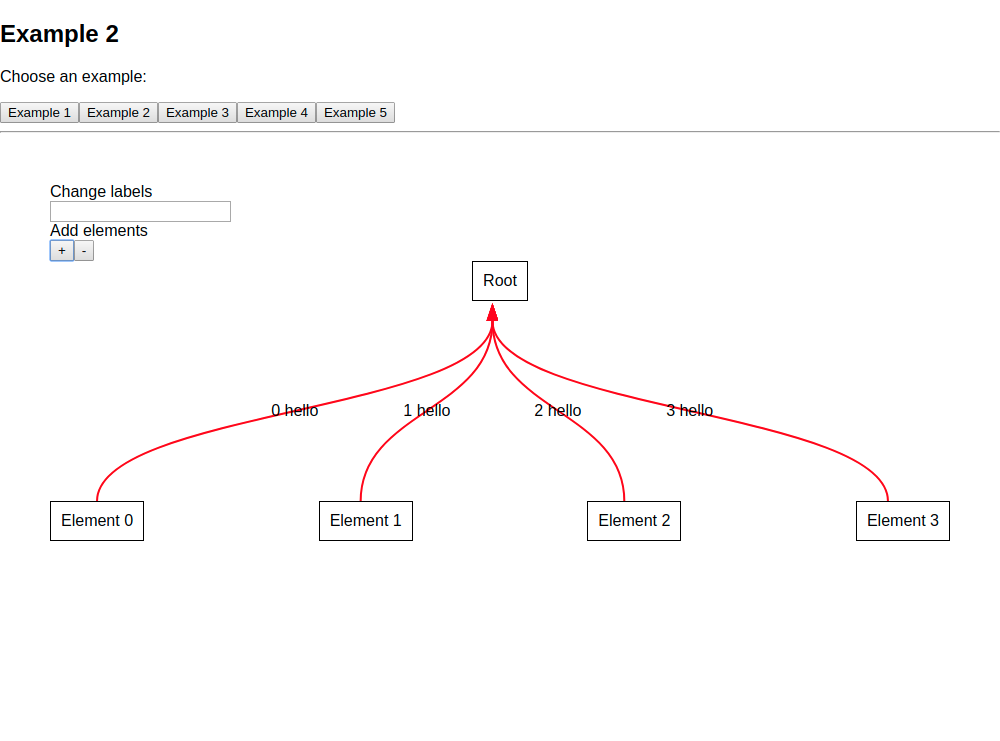 Example 2
Choose an example:
Example 1 Example 2 Example 3 Example 4 Example 5
Change labels
Add elements
+ -
Root
0 hello 1 hello 2 hello 3 hello
Element 0 Element 1 Element 2 Element 3